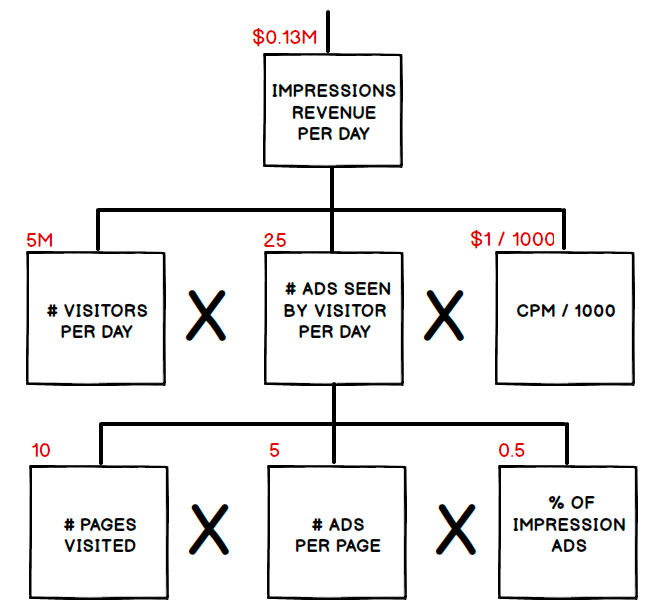 $0.13M
IMPRESSIONS
REVENUE
PER DAY
5M
25
$1 / 1000
# VISITORS
PER DAY
X
# ADS SEEN
BY VISITOR
PER DAY
X
CPM / 1000
10
5
0.5
# PAGES
VISITED
X
# ADS
PER PAGE
X
% OF
IMPRESSION
ADS